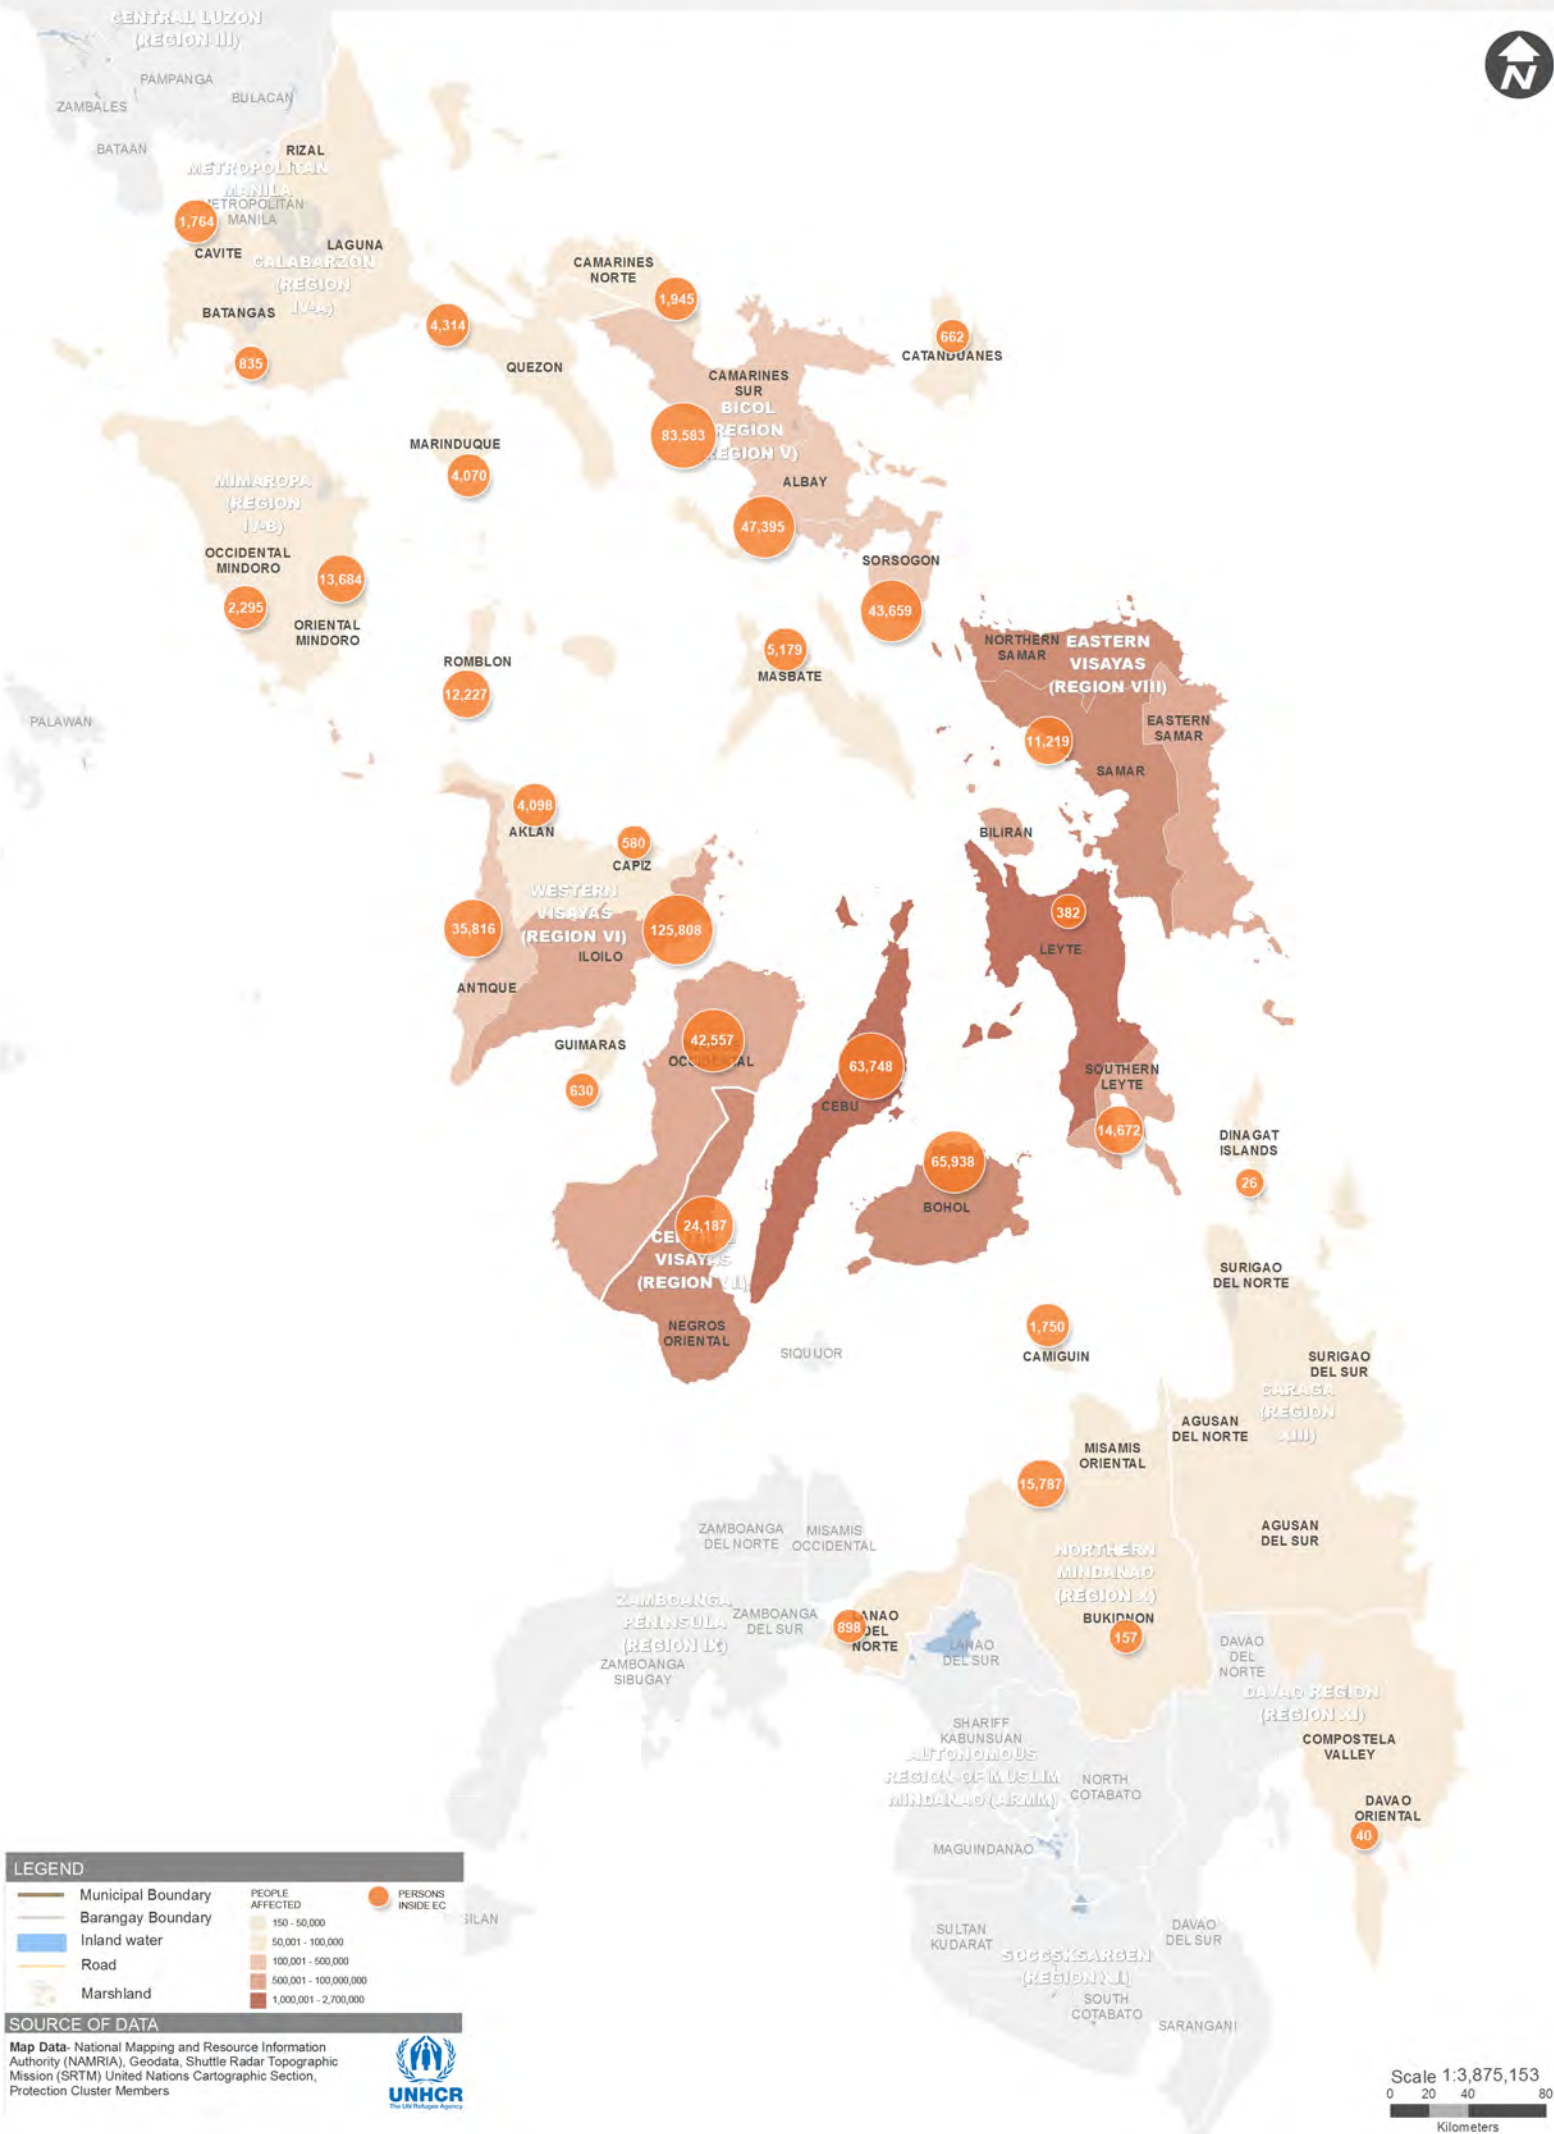 CENTRAL LUZON
(REGION III)
N
PAMPANGA
BULACAN
ZAMBALES
BATAAN
RIZAL
METROPOLITAN
MANILA
METROPOLITAN
MANILA
1,764
CAVITE
LAGUNA
CALABARZON
(REGION
IV-A)
BATANGAS
835
4,314
QUEZON
CAMARINES
NORTE
1,945
662
CATANDUANES
CAMARINES
SUR
BICOL
REGION
(REGION V)
83,583
ALBAY
47,395
MARINDUQUE
4,070
MIMAROPA
(REGION
IV-B)
OCCIDENTAL
MINDORO
2,295
13,684
ORIENTAL
MINDORO
SORSOGON
43,659
5,179
MASBATE
ROMBLON
12,227
PALAWAN
NORTHERN
SAMAR
EASTERN
VISAYAS
(REGION VIII)
EASTERN
SAMAR
11,219
SAMAR
BILIRAN
4,098
AKLAN
580
CAPIZ
WESTERN
VISAYAS
(REGION VI)
35,816
125,808
ILOILO
ANTIQUE
382
LEYTE
GUIMARAS
630
42,557
OCCIDENTAL
63,748
CEBU
SOUTHERN
LEYTE
14,672
65,938
BOHOL
DINAGAT
ISLANDS
26
24,187
CENTRAL
VISAYAS
(REGION VII)
NEGROS
ORIENTAL
SIQUIJOR
SURIGAO
DEL NORTE
1,750
CAMIGUIN
SURIGAO
DEL SUR
CARAGA
(REGION
XIII)
AGUSAN
DEL NORTE
MISAMIS
ORIENTAL
15,787
AGUSAN
DEL SUR
ZAMBOANGA
DEL NORTE
MISAMIS
OCCIDENTAL
NORTHERN
MINDANAO
(REGION X)
BUKIDNON
157
ZAMBOANGA
PENINSULA
(REGION IX)
ZAMBOANGA
DEL SUR
ZAMBOANGA
SIBUGAY
898
LANAO
DEL
NORTE
LANAO
DEL SUR
DAVAO
DEL
NORTE
DAVAO REGION
(REGION XI)
SHARIFF
KABUNSUAN
AUTONOMOUS
REGION OF MUSLIM
MINDANAO (ARMM)
NORTH
COTABATO
COMPOSTELA
VALLEY
DAVAO
ORIENTAL
40
MAGUINDANAO
SULTAN
KUDARAT
DAVAO
DEL SUR
SOCCSKSARGEN
(REGION XII)
SOUTH
COTABATO
SARANGANI
SILAN
LEGEND
Municipal Boundary
Barangay Boundary
Inland water
Road
Marshland
PEOPLE
AFFECTED
150 - 50,000
50,001 - 100,000
100,001 - 500,000
500,001 - 100,000,000
1,000,001 - 2,700,000
PERSONS
INSIDE EC
SOURCE OF DATA
Map Data- National Mapping and Resource Information
Authority (NAMRIA), Geodata, Shuttle Radar Topographic
Mission (SRTM) United Nations Cartographic Section,
Protection Cluster Members
UNHCR
The UN Refugee Agency
Scale 1:3,875,153
0 20 40 80
Kilometers